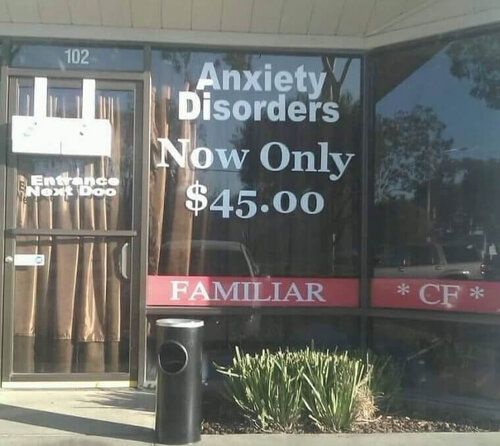 102
Anxiety
Disorders
Now Only
$45.00
Entrance
Next Doo
FAMILIAR
* CF *